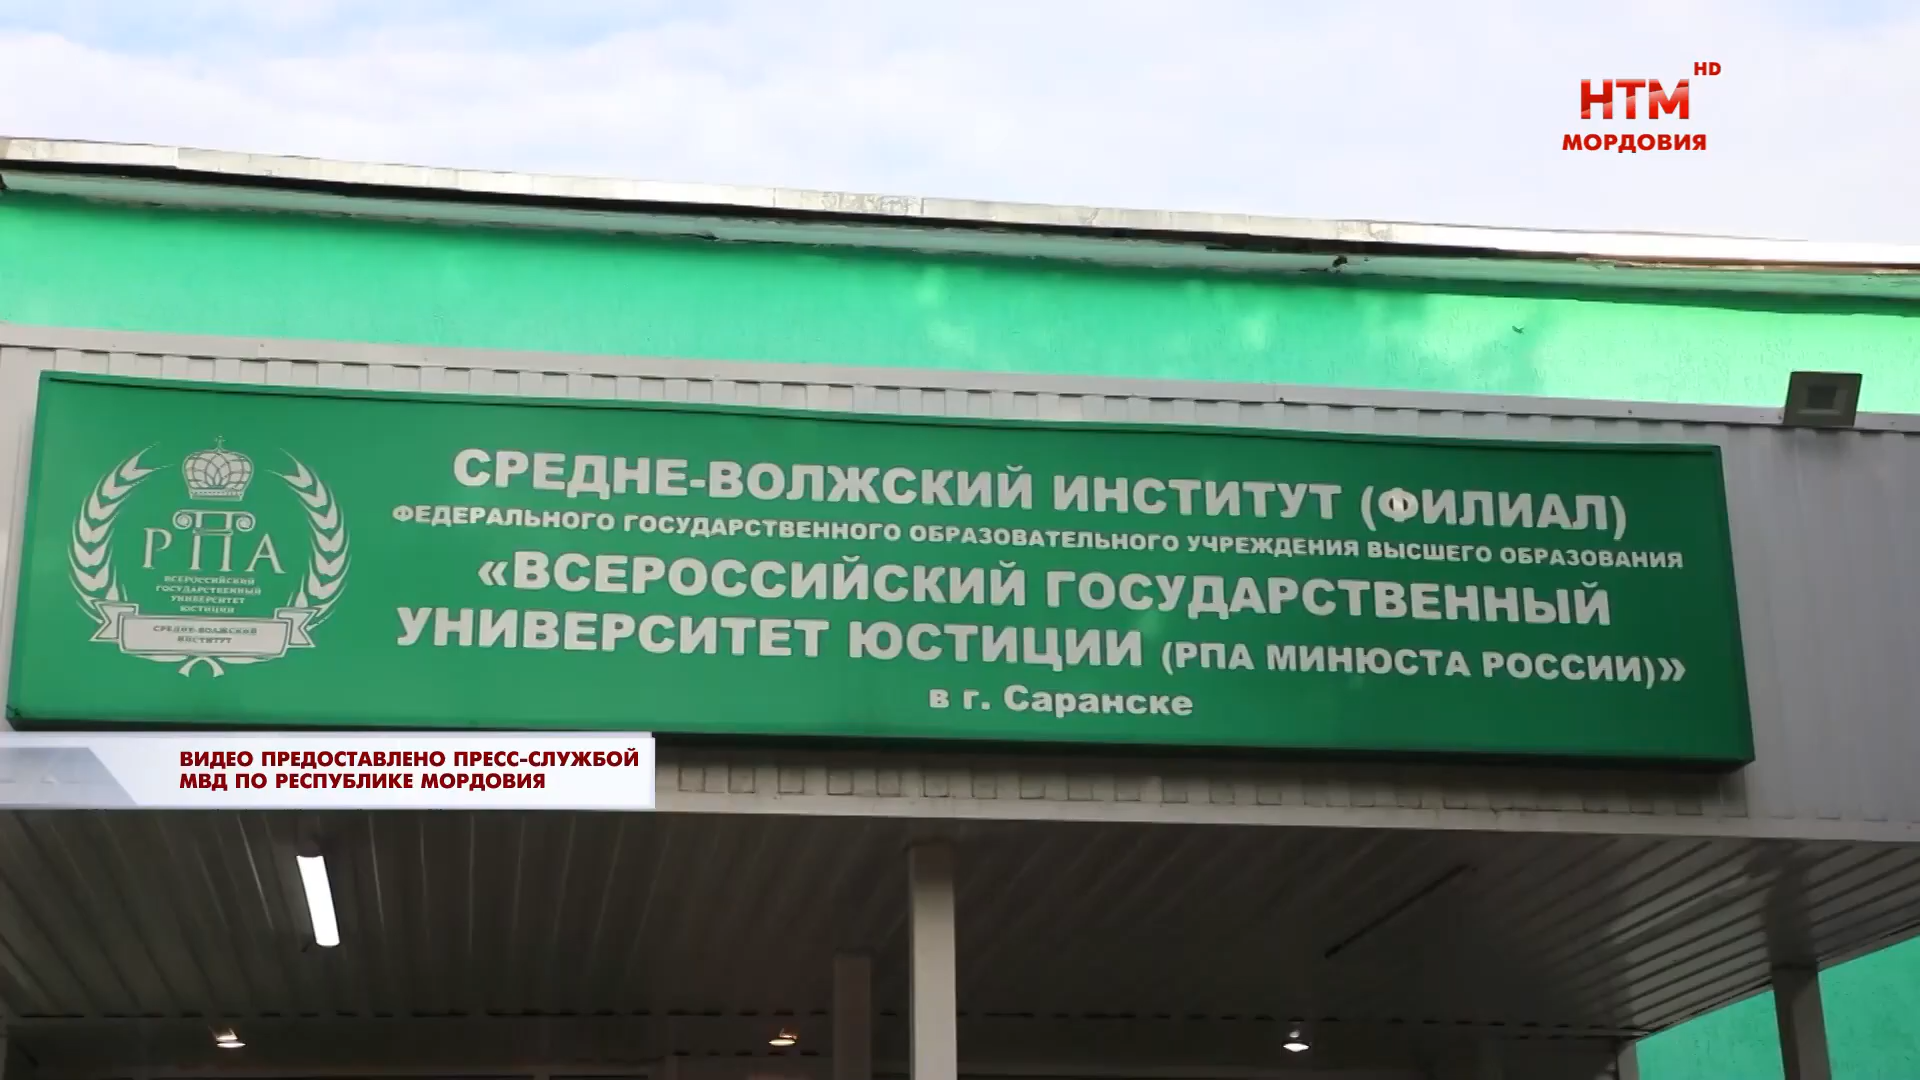 HD
НТМ
МОРДОВИЯ
СРЕДНЕ-ВОЛЖСКИЙ ИНСТИТУТ (ФИЛИАЛ)
ФЕДЕРАЛЬНОГО ГОСУДАРСТВЕННОГО ОБРАЗОВАТЕЛЬНОГО УЧРЕЖДЕНИЯ ВЫСШЕГО ОБРАЗОВАНИЯ
«ВСЕРОССИЙСКИЙ ГОСУДАРСТВЕННЫЙ
УНИВЕРСИТЕТ ЮСТИЦИИ (РПА МИНЮСТА РОССИИ)»
в г. Саранске
РПА
ВСЕРОССИЙСКИЙ
ГОСУДАРСТВЕННЫЙ
УНИВЕРСИТЕТ
ЮСТИЦИИ
СРЕДНЕ-ВОЛЖСКИЙ
ИНСТИТУТ
ВИДЕО ПРЕДОСТАВЛЕНО ПРЕСС-СЛУЖБОЙ
МВД ПО РЕСПУБЛИКЕ МОРДОВИЯ